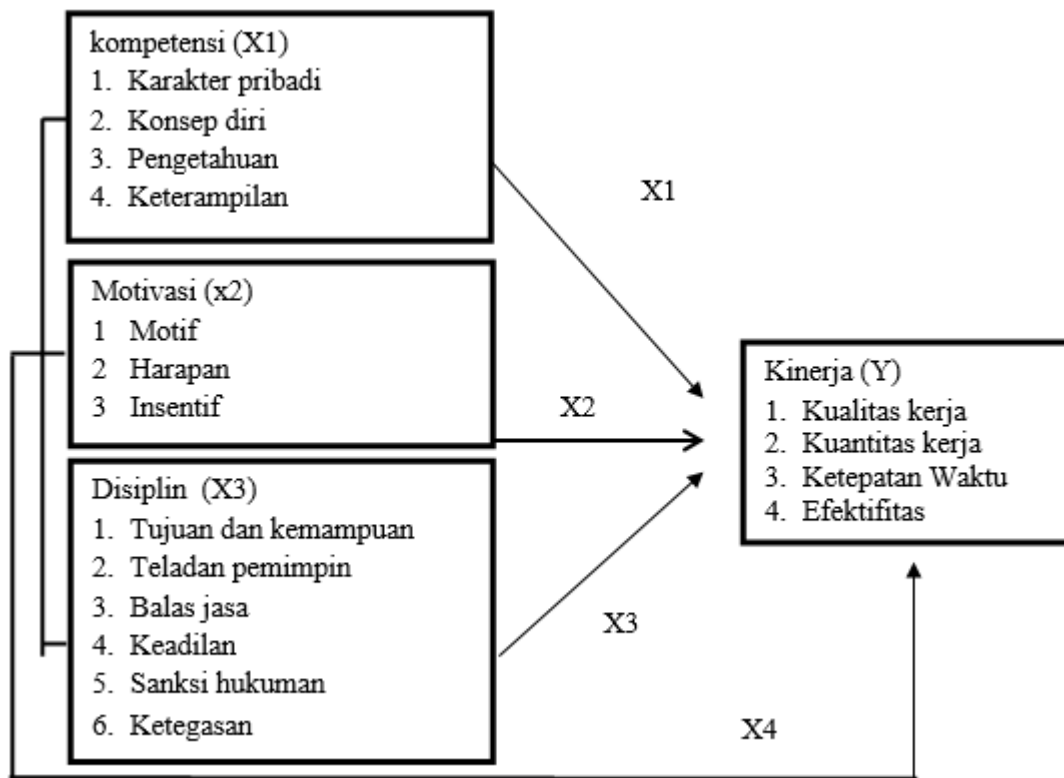 kompetensi (X1)
1. Karakter pribadi
2. Konsep diri
3. Pengetahuan
4. Keterampilan
X1
Motivasi (x2)
1 Motif
2 Harapan
3 Insentif
X2
Disiplin (X3)
1. Tujuan dan kemampuan
2. Teladan pemimpin
3. Balas jasa
4. Keadilan
5. Sanksi hukuman
6. Ketegasan
X3
X4
Kinerja (Y)
1. Kualitas kerja
2. Kuantitas kerja
3. Ketepatan Waktu
4. Efektifitas